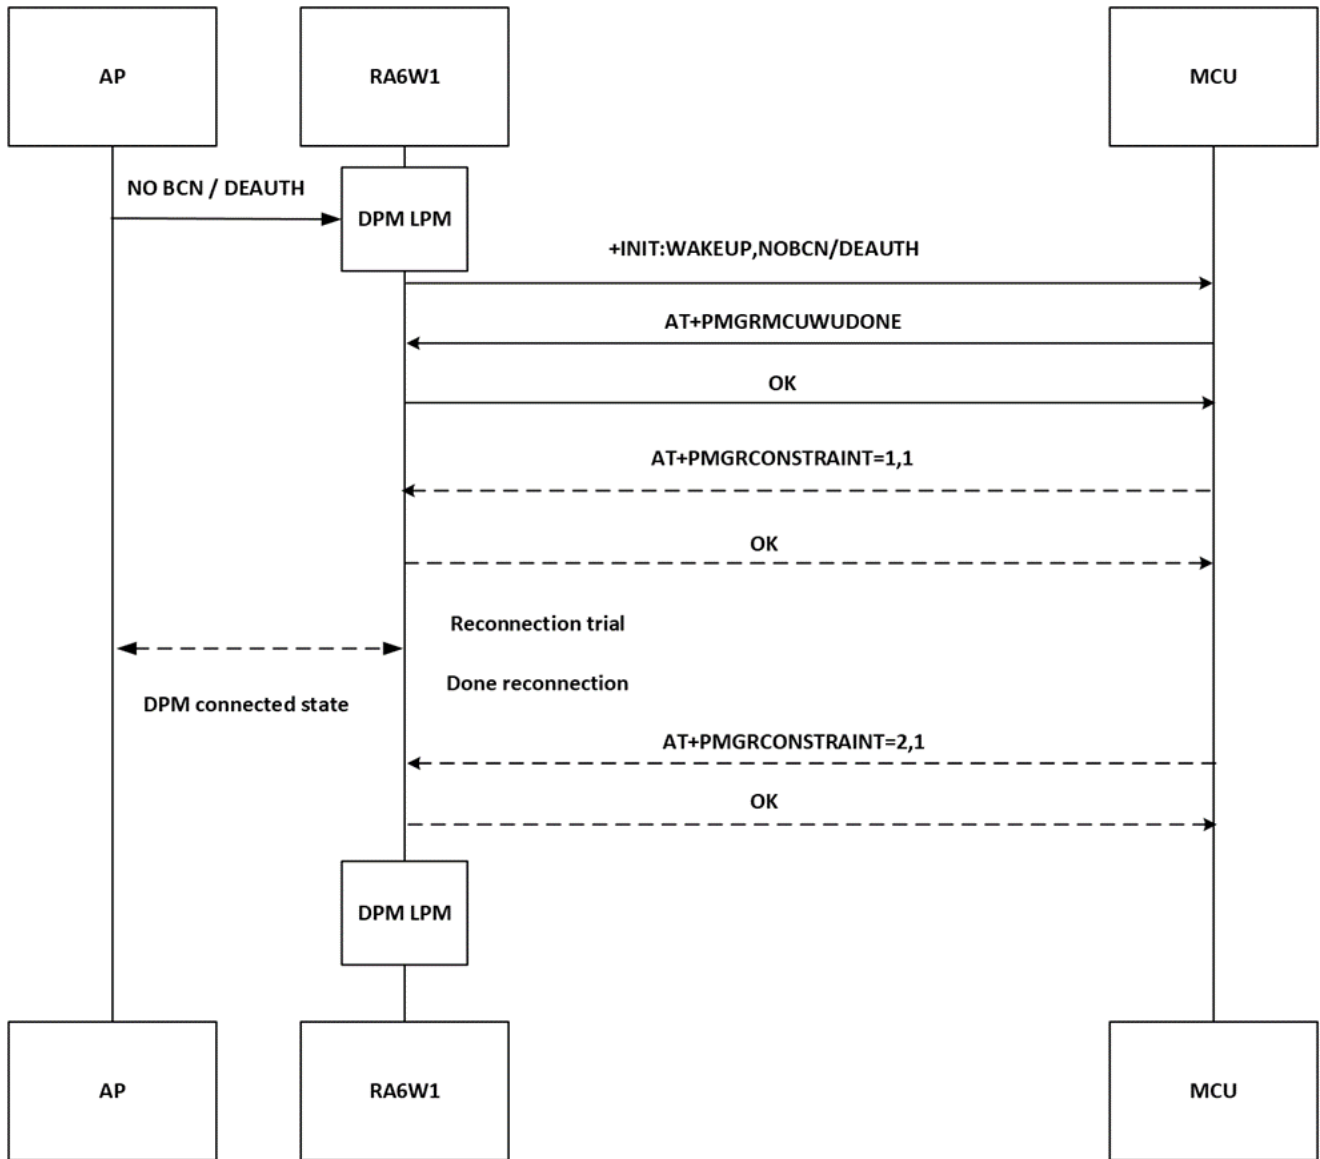 AP
RA6W1
MCU
NO BCN / DEAUTH
DPM LPM
+INIT:WAKEUP,NOBCN/DEAUTH
AT+PMGRMCUWUDONE
OK
AT+PMGRCONSTRAINT=1,1
OK
Reconnection trial
Done reconnection
DPM connected state
AT+PMGRCONSTRAINT=2,1
OK
DPM LPM
AP
RA6W1
MCU